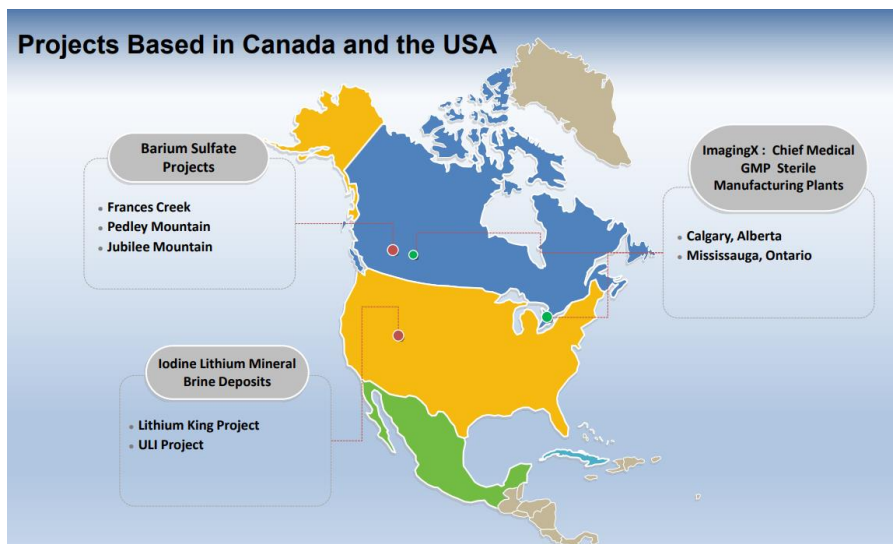 Projects Based in Canada and the USA
Barium Sulfate
Projects
• Frances Creek
• Pedley Mountain
• Jubilee Mountain
ImagingX : Chief Medical
GMP Sterile
Manufacturing Plants
• Calgary, Alberta
• Mississauga, Ontario
Iodine Lithium Mineral
Brine Deposits
• Lithium King Project
• ULI Project